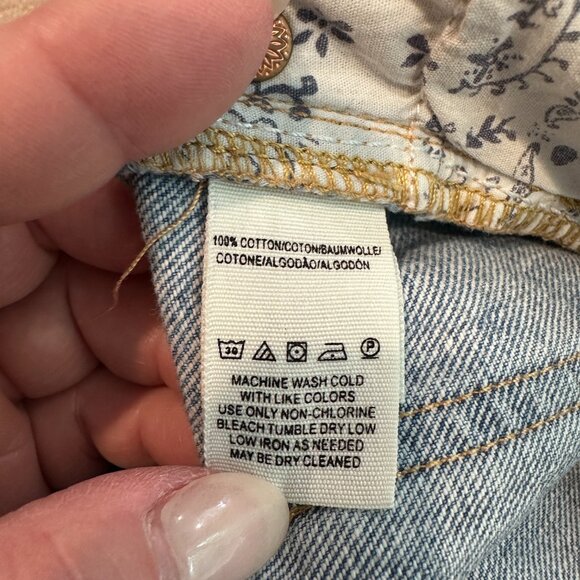 100% COTTON/COTON/BAUMWOLLE/
COTONE/ALGODÃO/ALGODÓN
30 P
MACHINE WASH COLD
WITH LIKE COLORS
USE ONLY NON-CHLORINE
BLEACH TUMBLE DRY LOW
LOW IRON AS NEEDED
MAY BE DRY CLEANED